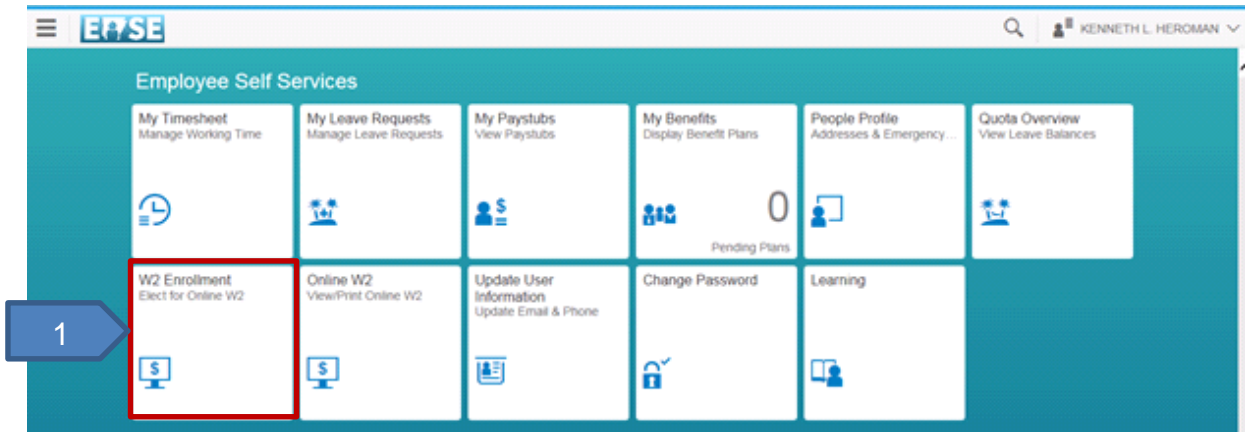 EASE
KENNETH L. HEROMAN
Employee Self Services
My Timesheet
Manage Working Time
My Leave Requests
Manage Leave Requests
My Paystubs
View Paystubs
$
My Benefits
Display Benefit Plans
0
Pending Plans
People Profile
Addresses & Emergency...
Quota Overview
View Leave Balances
1
W2 Enrollment
Elect for Online W2
$
Online W2
View/Print Online W2
$
Update User
Information
Update Email & Phone
Change Password
Learning